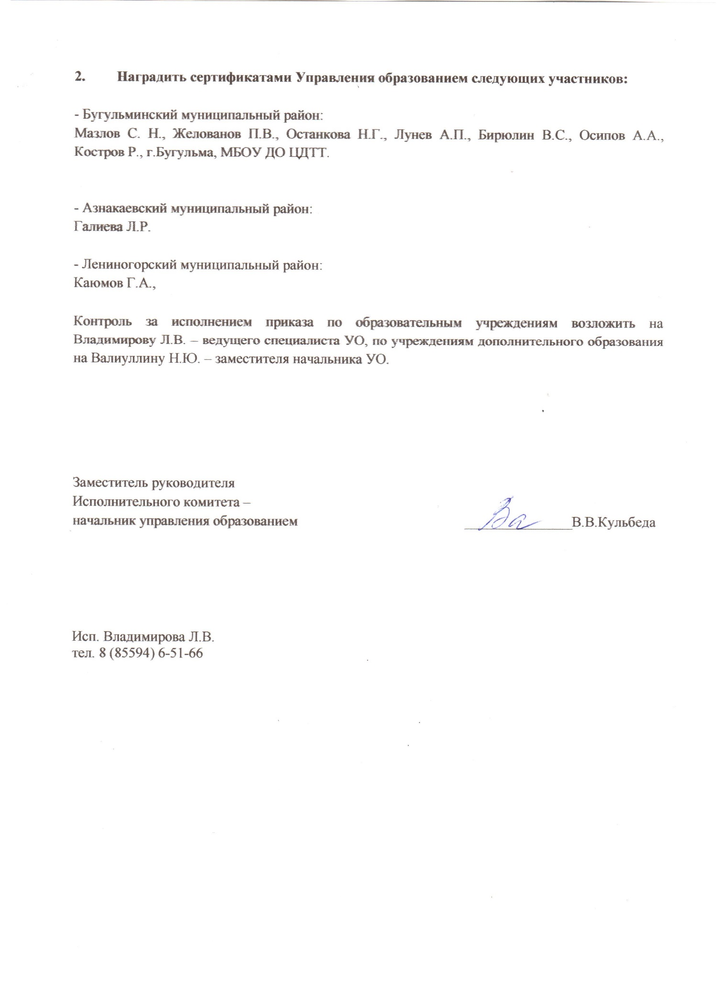 2. Наградить сертификатами Управления образованием следующих участников:
- Бугульминский муниципальный район:
Мазлов С. Н., Желованов П.В., Останкова Н.Г., Лунев А.П., Бирюлин В.С., Осипов А.А.,
Костров Р., г.Бугульма, МБОУ ДО ЦДТТ.
- Азнакаевский муниципальный район:
Галиева Л.Р.
- Лениногорский муниципальный район:
Каюмов Г.А.,
Контроль за исполнением приказа по образовательным учреждениям возложить на
Владимирову Л.В. – ведущего специалиста УО, по учреждениям дополнительного образования
на Валиуллину Н.Ю. – заместителя начальника УО.
Заместитель руководителя
Исполнительного комитета –
начальник управления образованием _______________В.В.Кульбеда
Исп. Владимирова Л.В.
тел. 8 (85594) 6-51-66